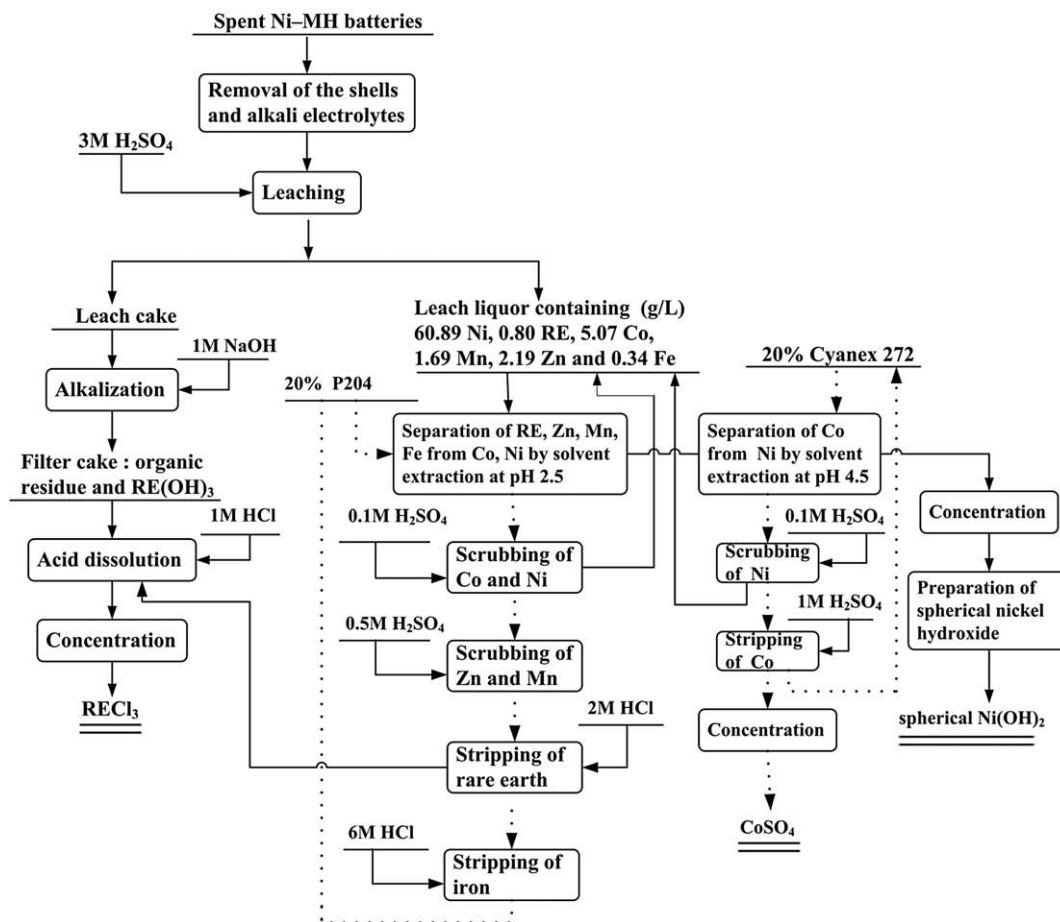 Spent Ni–MH batteries
Removal of the shells
and alkali electrolytes
3M H₂SO₄
Leaching
Leach cake
1M NaOH
Alkalization
Filter cake : organic
residue and RE(OH)₃
1M HCl
Acid dissolution
Concentration
RECl₃
Leach liquor containing (g/L)
60.89 Ni, 0.80 RE, 5.07 Co,
1.69 Mn, 2.19 Zn and 0.34 Fe
20% P204
Separation of RE, Zn, Mn,
Fe from Co, Ni by solvent
extraction at pH 2.5
0.1M H₂SO₄
Scrubbing of
Co and Ni
0.5M H₂SO₄
Scrubbing of
Zn and Mn
2M HCl
Stripping of
rare earth
6M HCl
Stripping of
iron
20% Cyanex 272
Separation of Co
from Ni by solvent
extraction at pH 4.5
0.1M H₂SO₄
Scrubbing
of Ni
1M H₂SO₄
Stripping
of Co
Concentration
CoSO₄
Concentration
Preparation of
spherical nickel
hydroxide
spherical Ni(OH)₂